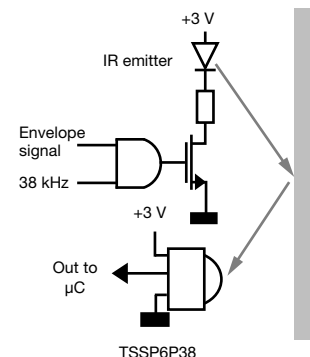 +3 V
IR emitter
Envelope
signal
38 kHz
+3 V
Out to
µC
TSSP6P38